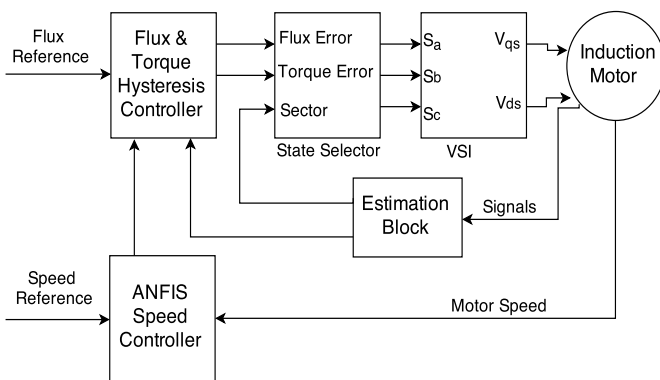 Flux
Reference
Flux &
Torque
Hysteresis
Controller
Flux Error
Torque Error
Sector
State Selector
Sa
Sb
Sc
Vqs
Vds
VSI
Induction
Motor
Estimation
Block
Signals
Speed
Reference
ANFIS
Speed
Controller
Motor Speed